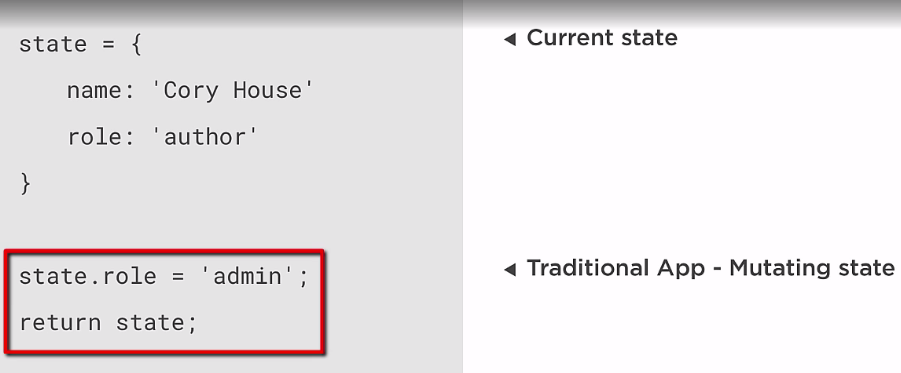 state = {
◄ Current state
name: 'Cory House'
role: 'author'
}
state.role = 'admin';
◄ Traditional App - Mutating state
return state;